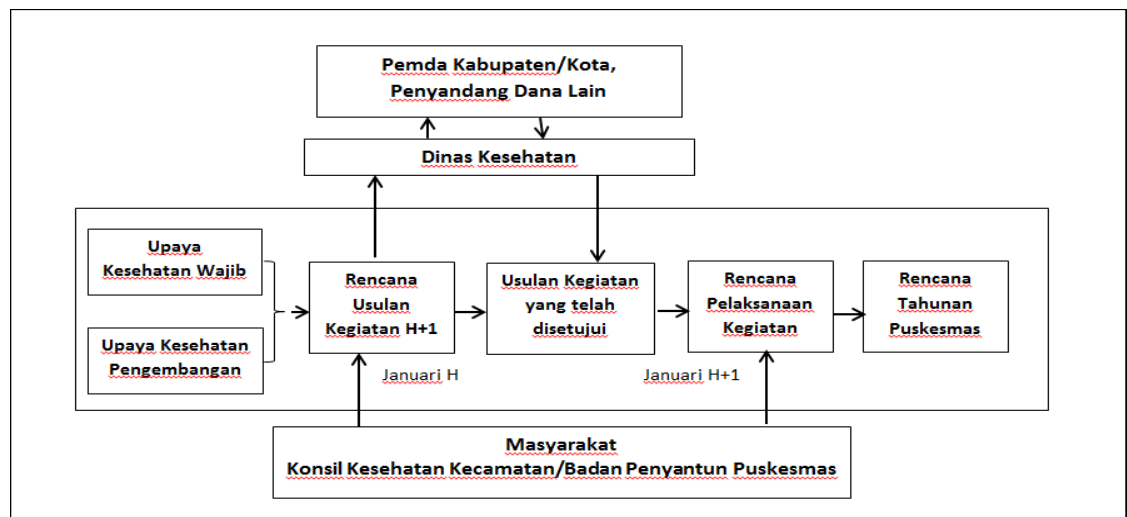 Pemda Kabupaten/Kota,
Penyandang Dana Lain
Dinas Kesehatan
Upaya
Kesehatan Wajib
Upaya Kesehatan
Pengembangan
Rencana
Usulan
Kegiatan H+1
Usulan Kegiatan
yang telah
disetujui
Rencana
Pelaksanaan
Kegiatan
Rencana
Tahunan
Puskesmas
Januari H
Januari H+1
Masyarakat
Konsil Kesehatan Kecamatan/Badan Penyantun Puskesmas